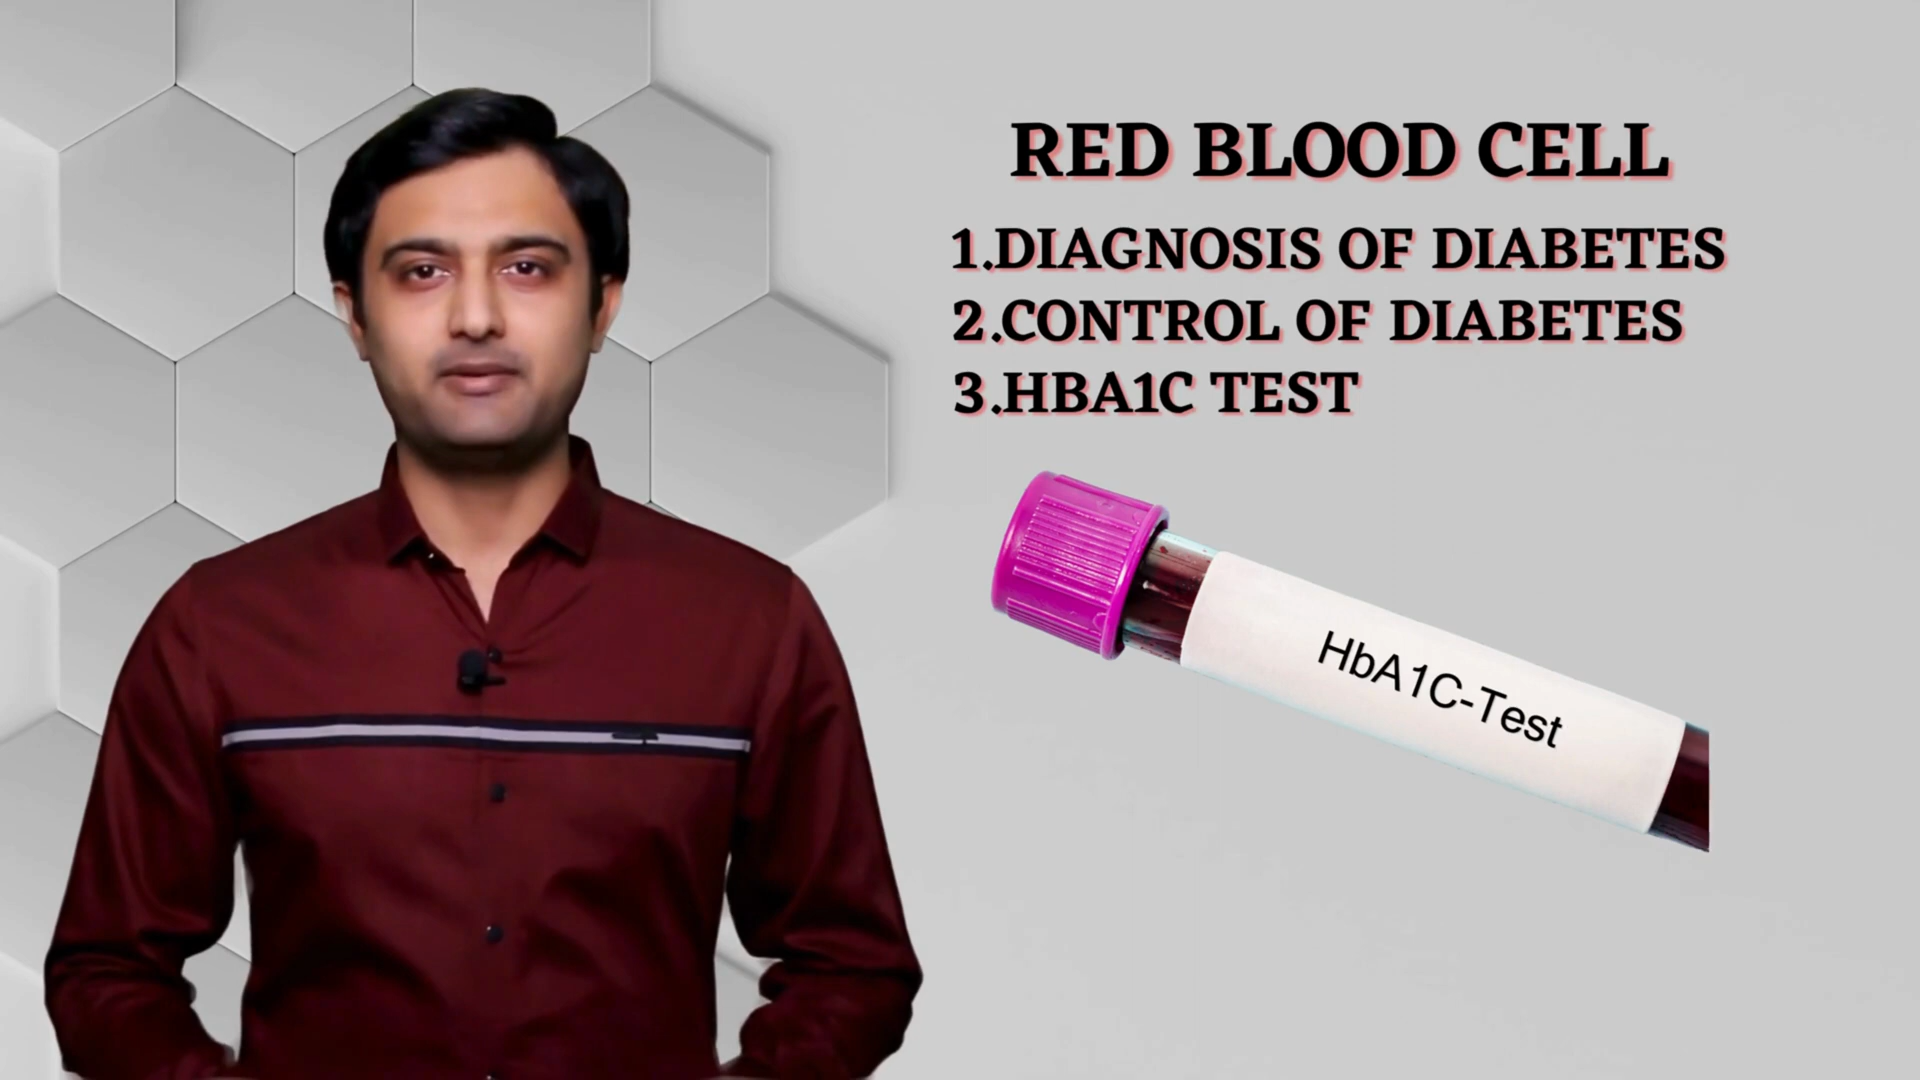 RED BLOOD CELL
1.DIAGNOSIS OF DIABETES
2.CONTROL OF DIABETES
3.HBA1C TEST
HbA1C-Test